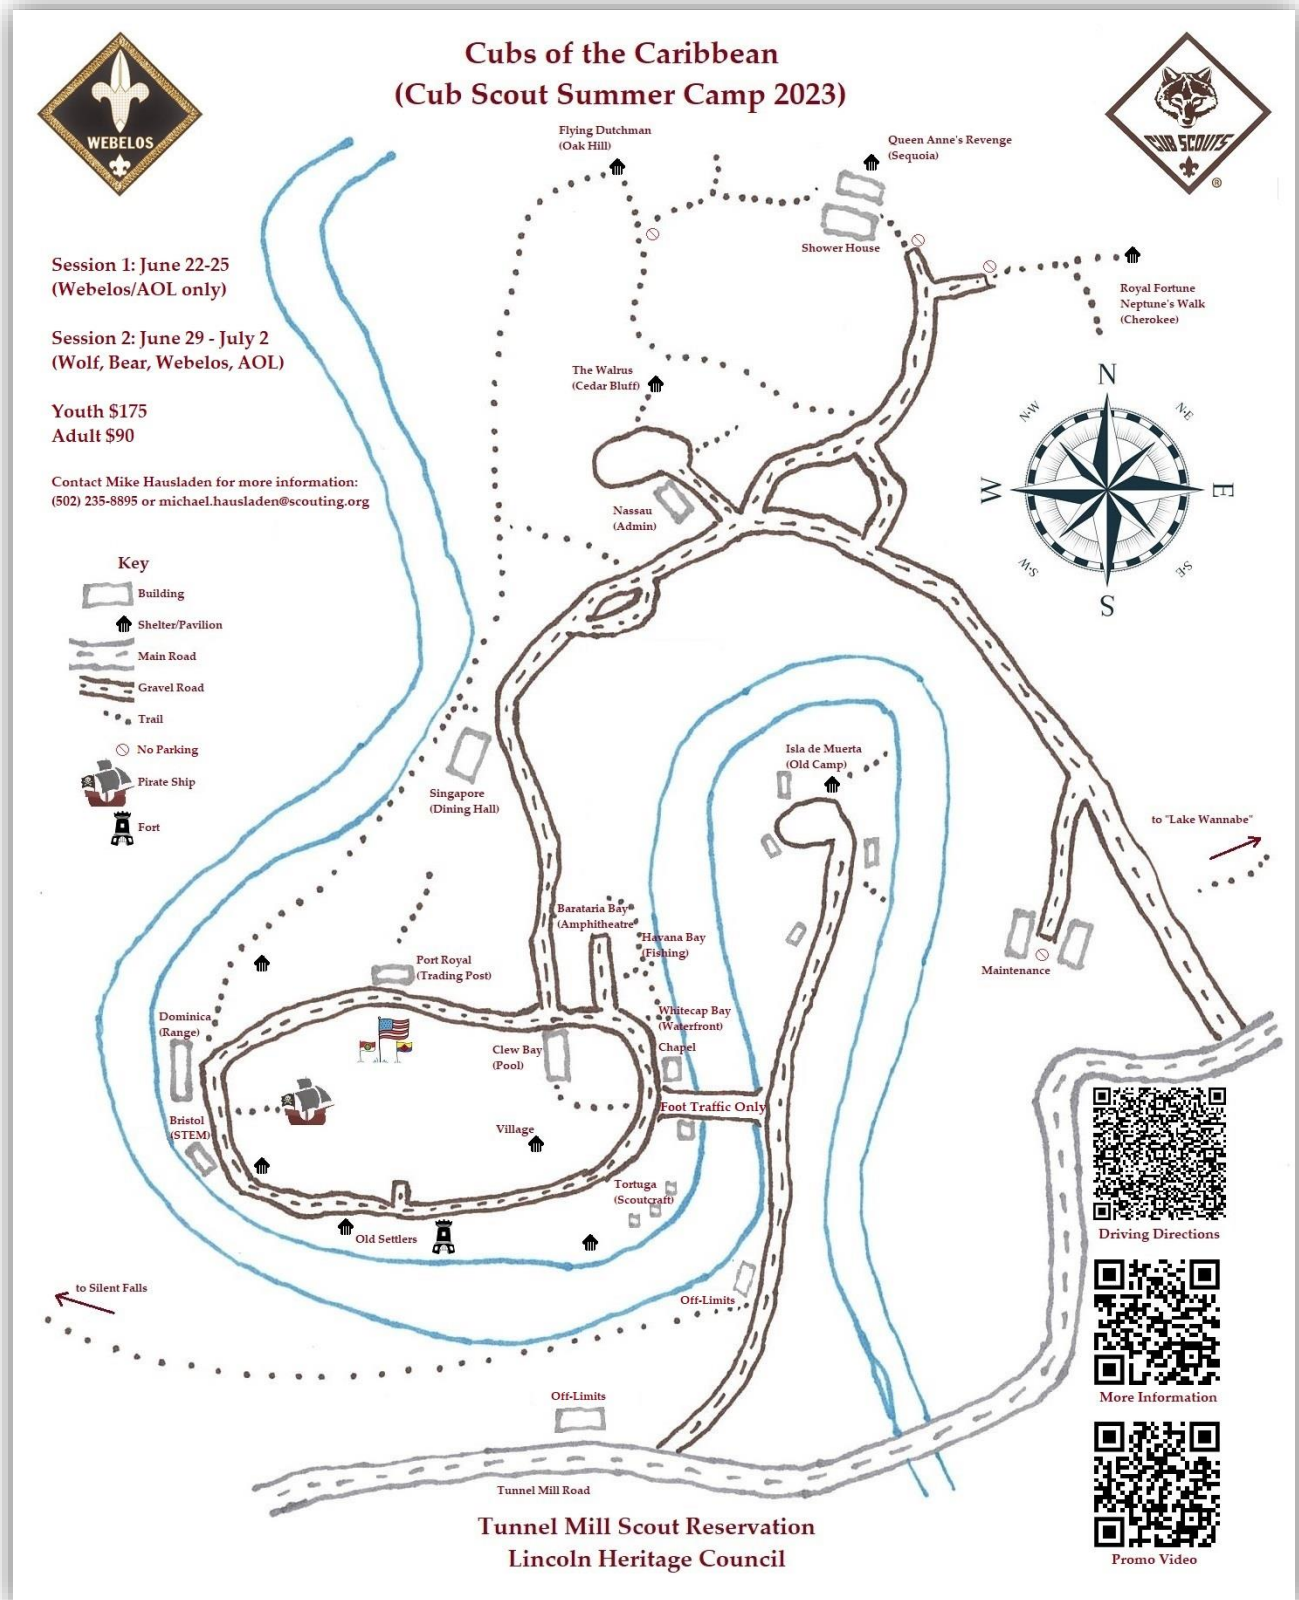 Cubs of the Caribbean
(Cub Scout Summer Camp 2023)
WEBELOS
CUB SCOUTS
®
Flying Dutchman
(Oak Hill)
Queen Anne's Revenge
(Sequoia)
Shower House
Session 1: June 22-25
(Webelos/AOL only)
Session 2: June 29 - July 2
(Wolf, Bear, Webelos, AOL)
Youth $175
Adult $90
Contact Mike Hausladen for more information:
(502) 235-8895 or michael.hausladen@scouting.org
Royal Fortune
Neptune's Walk
(Cherokee)
The Walrus
(Cedar Bluff)
Nassau
(Admin)
N
N-W
N-E
W
E
S-W
S-E
S
Key
Building
Shelter/Pavilion
Main Road
Gravel Road
Trail
No Parking
Pirate Ship
Fort
Singapore
(Dining Hall)
Isla de Muerta
(Old Camp)
to "Lake Wannabe"
Barataria Bay
(Amphitheatre
Havana Bay
(Fishing)
Port Royal
(Trading Post)
Maintenance
Dominica
(Range)
Whitecap Bay
(Waterfront)
Clew Bay
(Pool)
Chapel
Foot Traffic Only
Bristol
(STEM)
Village
Tortuga
(Scoutcraft)
Old Settlers
to Silent Falls
Off-Limits
Off-Limits
Tunnel Mill Road
Driving Directions
More Information
Promo Video
Tunnel Mill Scout Reservation
Lincoln Heritage Council